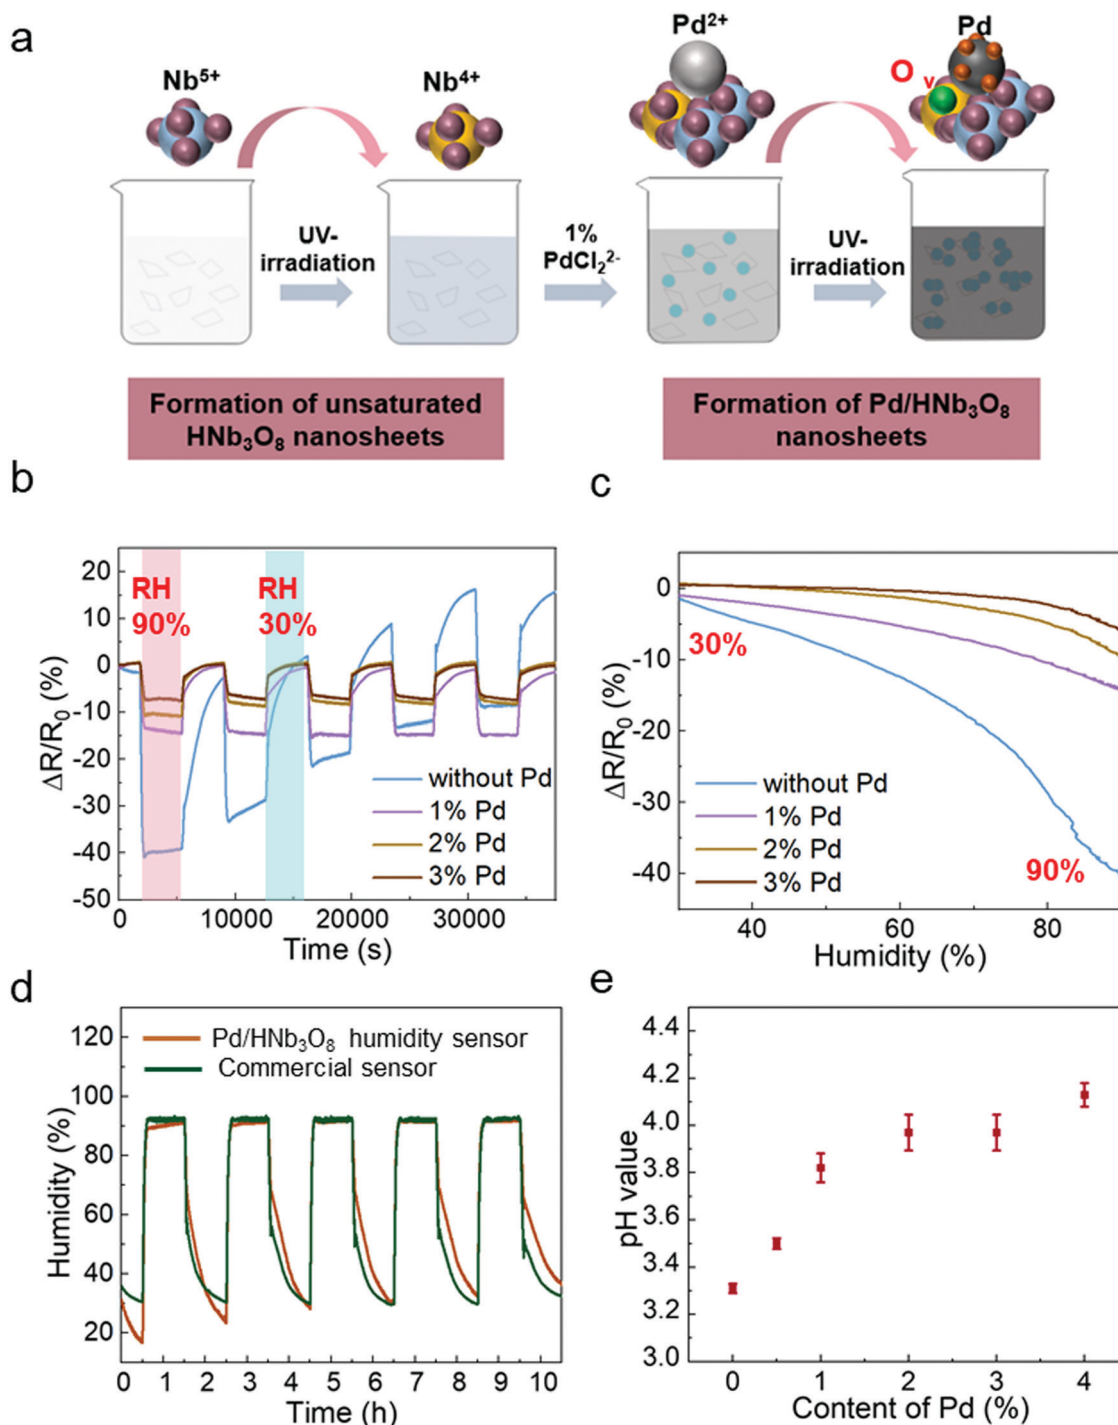 a
Nb⁵⁺
Nb⁴⁺
Pd²⁺
Pd
O v
UV-
irradiation
1%
PdCl₂²⁻
UV-
irradiation
Formation of unsaturated
HNb₃O₈ nanosheets
Formation of Pd/HNb₃O₈
nanosheets
b
20
10
0
-10
-20
-30
-40
-50
ΔR/R₀ (%)
RH
90%
RH
30%
without Pd
1% Pd
2% Pd
3% Pd
0 10000 20000 30000
Time (s)
c
0
-10
-20
-30
-40
ΔR/R₀ (%)
30%
without Pd
1% Pd
2% Pd
3% Pd
90%
40 60 80
Humidity (%)
d
120
100
80
60
40
20
Humidity (%)
Pd/HNb₃O₈ humidity sensor
Commercial sensor
0 1 2 3 4 5 6 7 8 9 10
Time (h)
e
4.4
4.2
4.0
3.8
3.6
3.4
3.2
3.0
pH value
0 1 2 3 4
Content of Pd (%)